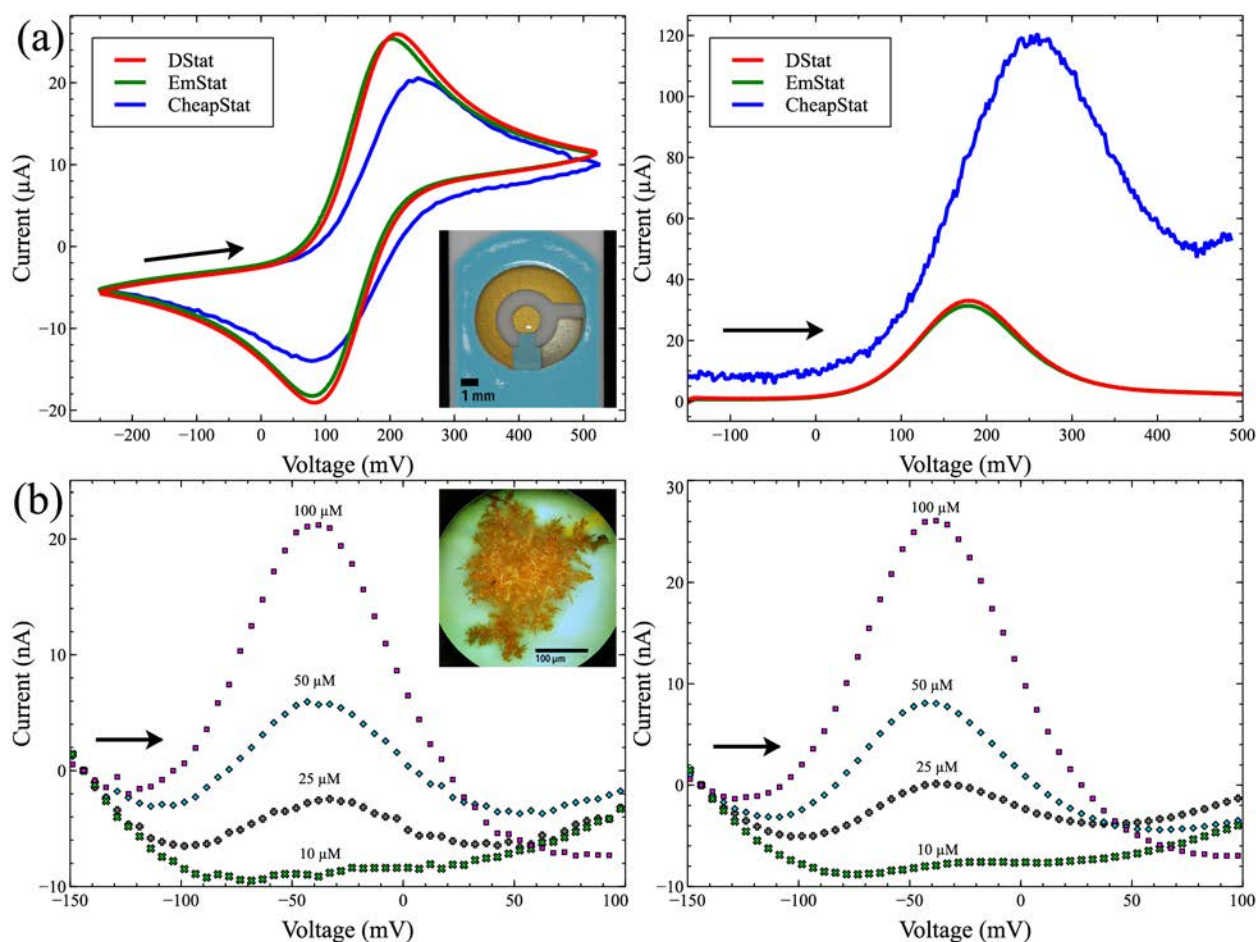 (a)
DStat
EmStat
CheapStat
Current (µA)
20
10
0
−10
−20
−200
−100
0
100
200
300
400
500
Voltage (mV)
1 mm
DStat
EmStat
CheapStat
Current (µA)
120
100
80
60
40
20
0
−100
0
100
200
300
400
500
Voltage (mV)
(b)
Current (nA)
20
10
0
−10
−150
−100
−50
0
50
100
Voltage (mV)
100 µM
50 µM
25 µM
10 µM
100 µm
Current (nA)
30
20
10
0
−10
−150
−100
−50
0
50
100
Voltage (mV)
100 µM
50 µM
25 µM
10 µM